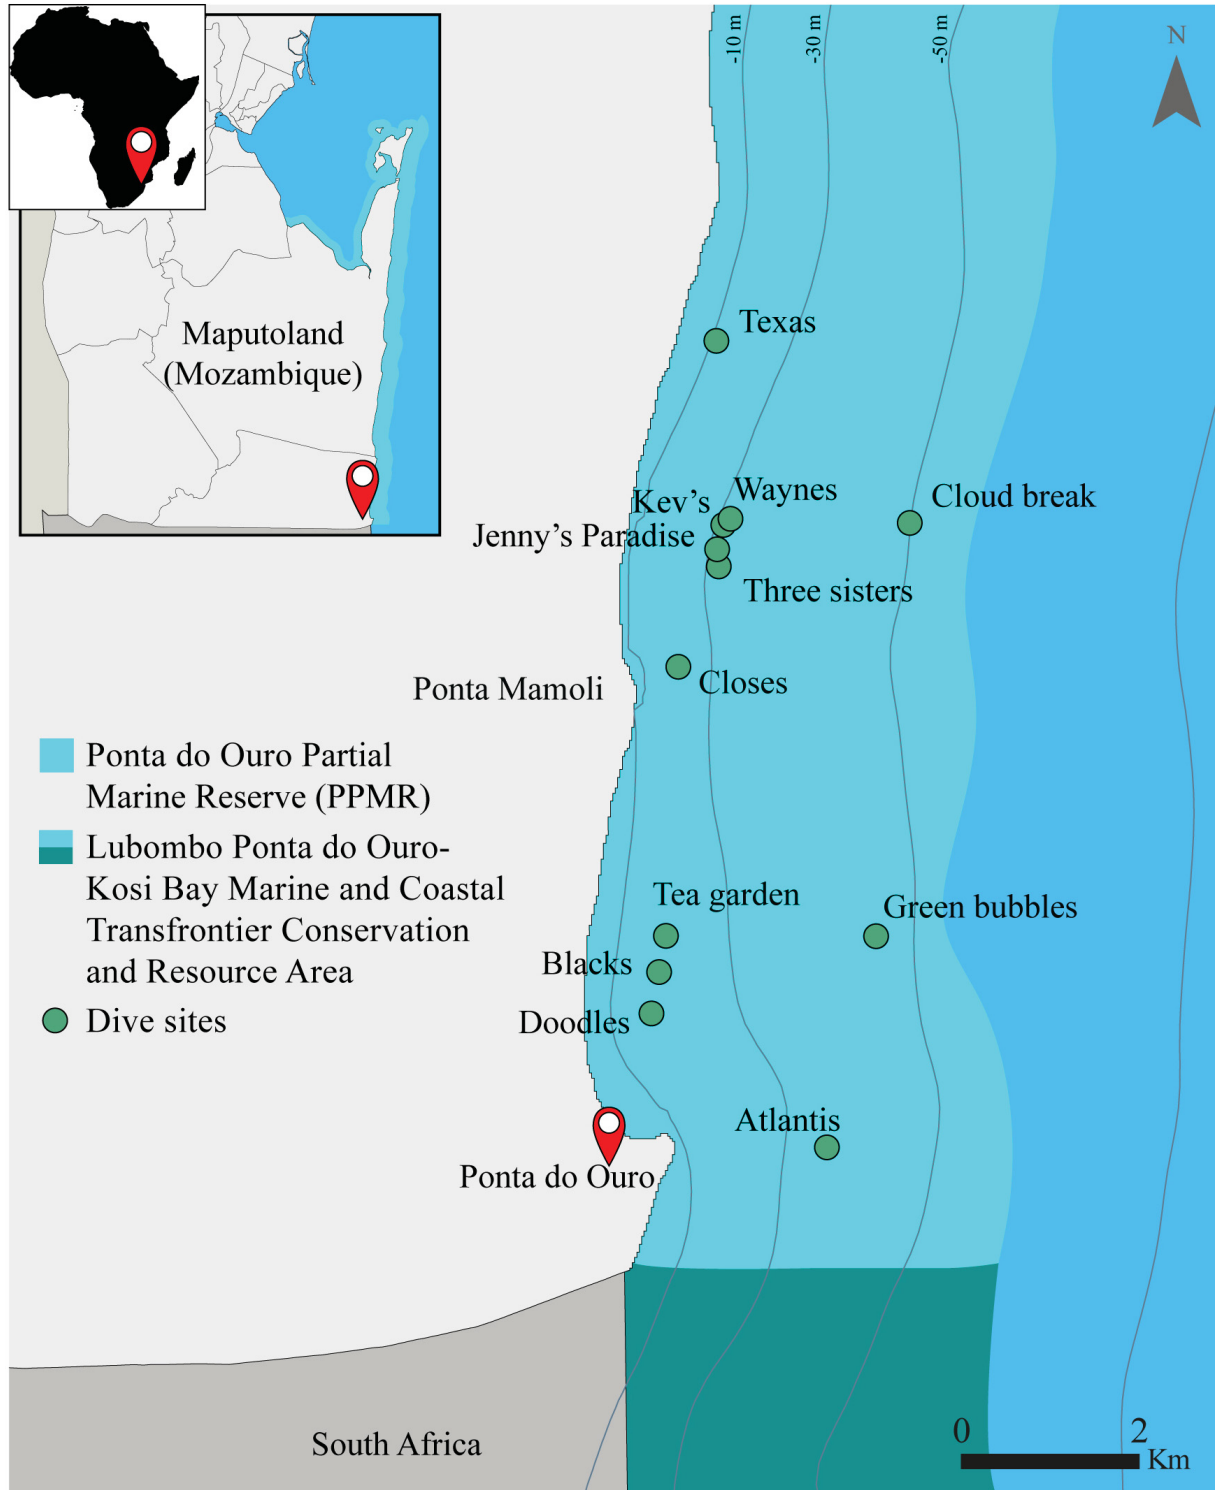 -10 m
-30 m
-50 m
N
Maputoland
(Mozambique)
Texas
Kev’s
Waynes
Cloud break
Jenny’s Paradise
Three sisters
Closes
Ponta Mamoli
Ponta do Ouro Partial
Marine Reserve (PPMR)
Lubombo Ponta do Ouro-
Kosi Bay Marine and Coastal
Transfrontier Conservation
and Resource Area
Dive sites
Tea garden
Green bubbles
Blacks
Doodles
Atlantis
Ponta do Ouro
South Africa
0 2
Km